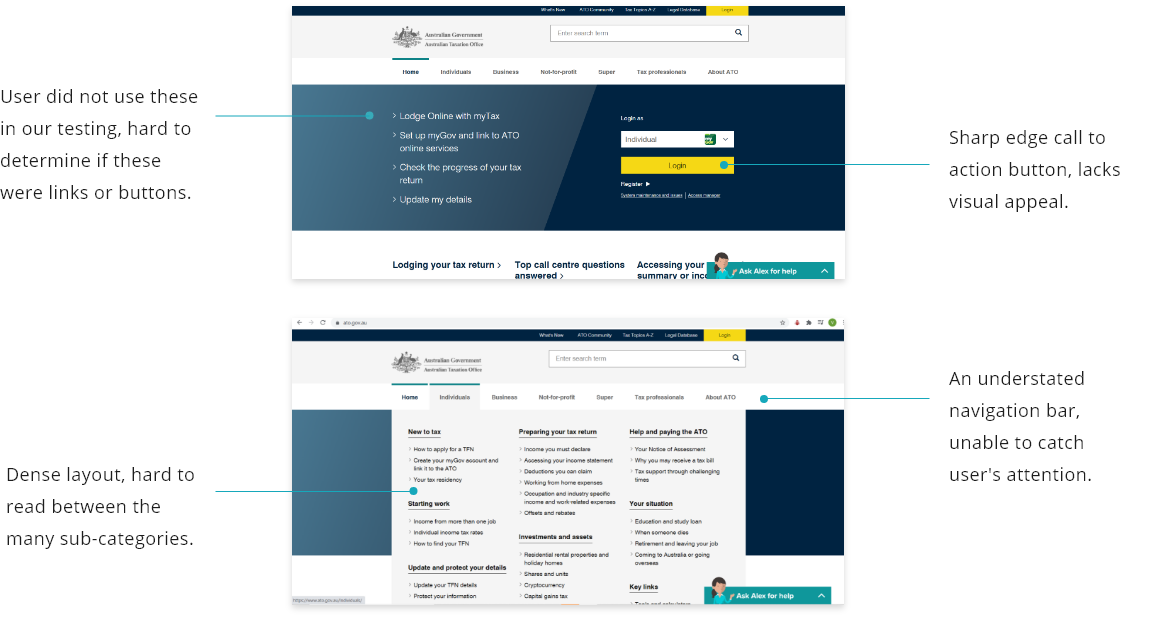 What's New ATO Community Tax Topics A-Z Legal Database Login
Australian Government
Australian Taxation Office
Enter search term
Home Individuals Business Not-for-profit Super Tax professionals About ATO
User did not use these
in our testing, hard to
determine if these
were links or buttons.
Lodge Online with myTax
Set up myGov and link to ATO
online services
Check the progress of your tax
return
Update my details
Login as
Individual
Login
Register
System maintenance and issues | Access manager
Sharp edge call to
action button, lacks
visual appeal.
Lodging your tax return
Top call centre questions
answered
Accessing your
summary or inco
Ask Alex for help
ato.gov.au
What's New ATO Community Tax Topics A-Z Legal Database Login
Australian Government
Australian Taxation Office
Enter search term
Home Individuals Business Not-for-profit Super Tax professionals About ATO
An understated
navigation bar,
unable to catch
user's attention.
Dense layout, hard to
read between the
many sub-categories.
New to tax
How to apply for a TFN
Create your myGov account and
link it to the ATO
Your tax residency
Starting work
Income from more than one job
Individual income tax rates
How to find your TFN
Update and protect your details
Update your TFN details
Protect your information
Preparing your tax return
Income you must declare
Accessing your income statement
Deductions you can claim
Working from home expenses
Occupation and industry specific
income and work-related expenses
Offsets and rebates
Investments and assets
Residential rental properties and
holiday homes
Shares and units
Cryptocurrency
Capital gains tax
Help and paying the ATO
Your Notice of Assessment
Why you may receive a tax bill
Tax support through challenging
times
Your situation
Education and study loan
When someone dies
Retirement and leaving your job
Coming to Australia or going
overseas
Key links
Tools and calculators
Ask Alex for help
https://www.ato.gov.au/Individuals/